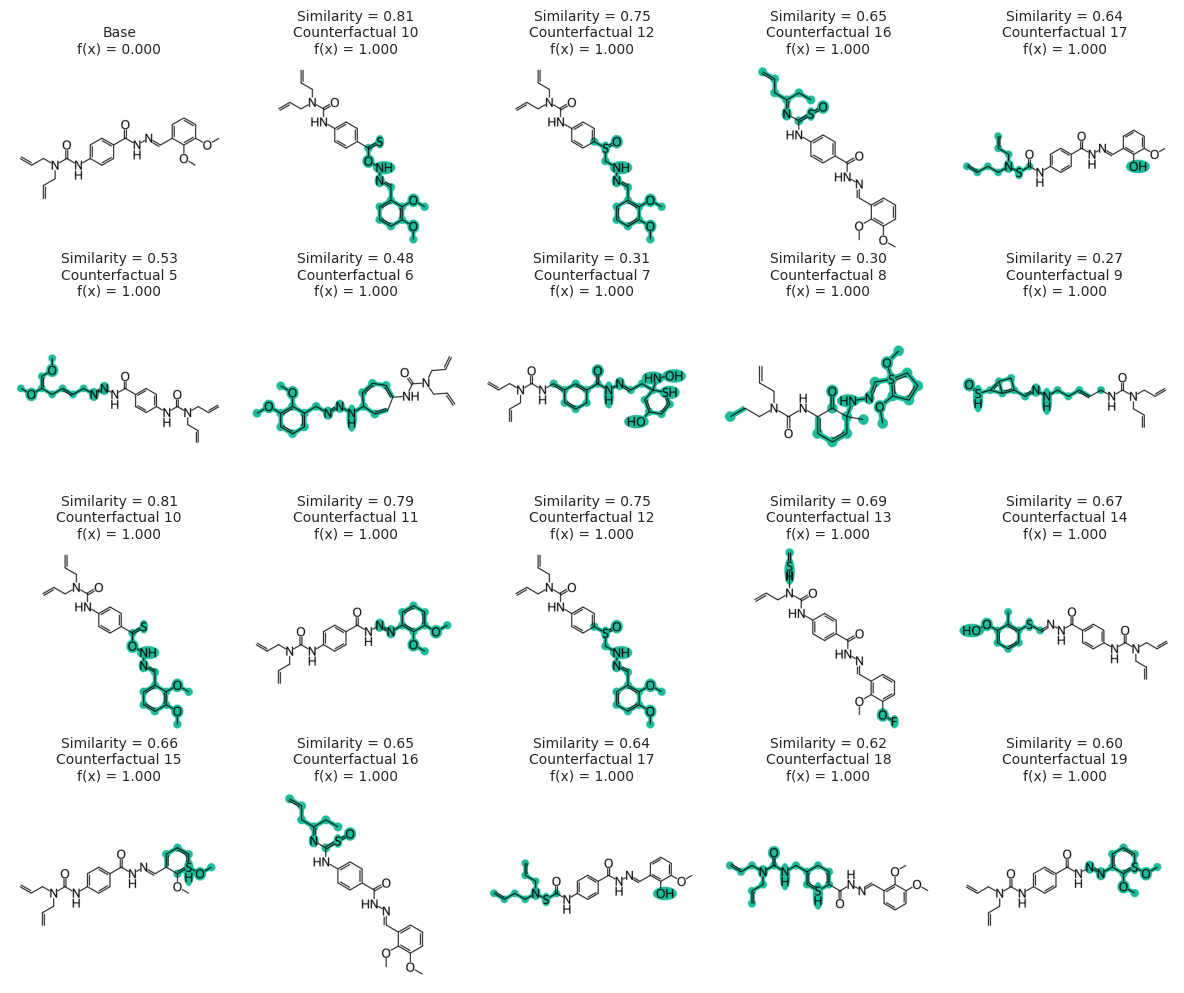 Base
f(x) = 0.000
Similarity = 0.81
Counterfactual 10
f(x) = 1.000
Similarity = 0.75
Counterfactual 12
f(x) = 1.000
Similarity = 0.65
Counterfactual 16
f(x) = 1.000
Similarity = 0.64
Counterfactual 17
f(x) = 1.000
Similarity = 0.53
Counterfactual 5
f(x) = 1.000
Similarity = 0.48
Counterfactual 6
f(x) = 1.000
Similarity = 0.31
Counterfactual 7
f(x) = 1.000
Similarity = 0.30
Counterfactual 8
f(x) = 1.000
Similarity = 0.27
Counterfactual 9
f(x) = 1.000
Similarity = 0.81
Counterfactual 10
f(x) = 1.000
Similarity = 0.79
Counterfactual 11
f(x) = 1.000
Similarity = 0.75
Counterfactual 12
f(x) = 1.000
Similarity = 0.69
Counterfactual 13
f(x) = 1.000
Similarity = 0.67
Counterfactual 14
f(x) = 1.000
Similarity = 0.66
Counterfactual 15
f(x) = 1.000
Similarity = 0.65
Counterfactual 16
f(x) = 1.000
Similarity = 0.64
Counterfactual 17
f(x) = 1.000
Similarity = 0.62
Counterfactual 18
f(x) = 1.000
Similarity = 0.60
Counterfactual 19
f(x) = 1.000